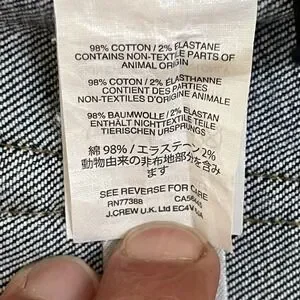 98% COTTON / 2% ELASTANE
CONTAINS NON-TEXTILE PARTS OF
ANIMAL ORIGIN
98% COTON / 2% ÉLASTHANNE
CONTIENT DES PARTIES
NON-TEXTILES D'ORIGINE ANIMALE
98% BAUMWOLLE / 2% ELASTAN
ENTHÄLT NICHTTEXTILE TEILE
TIERISCHEN URSPRUNGS
綿 98% / エラステーン 2%
動物由来の非布地部分を含み
ます
SEE REVERSE FOR CARE
RN77388
J.CREW U.K. Ltd EC4V